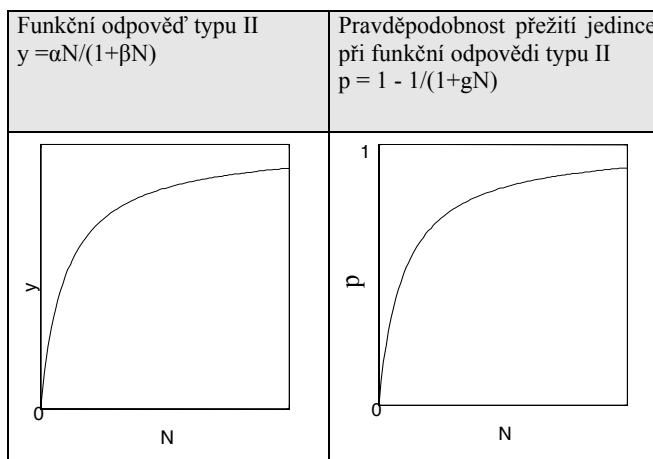 Funkční odpověď typu II
y =αN/(1+βN)
Pravděpodobnost přežití jedince
při funkční odpovědi typu II
p = 1 - 1/(1+gN)
y
0
N
1
p
0
N